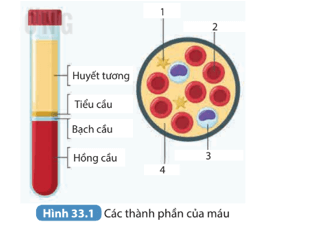 1
2
Huyết tương
Tiểu cầu
Bạch cầu
Hồng cầu
3
4
Hình 33.1 Các thành phần của máu